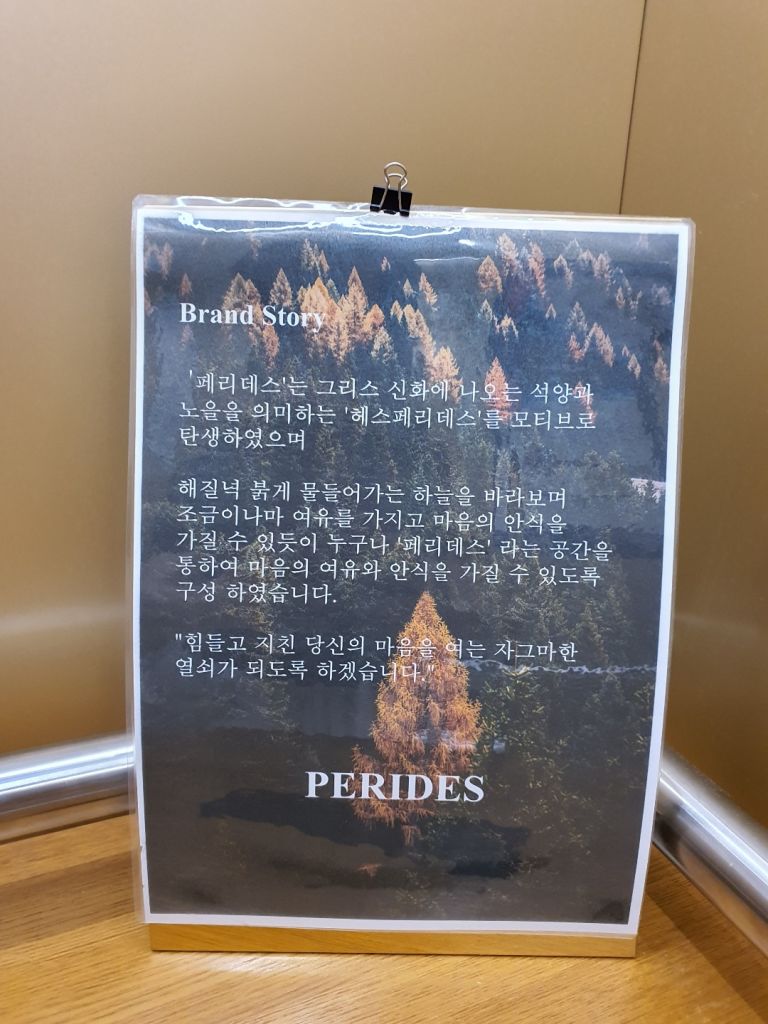 Brand Story
'페리데스'는 그리스 신화에 나오는 석양과
노을을 의미하는 '헤스페리데스'를 모티브로
탄생하였으며
해질녘 붉게 물들어가는 하늘을 바라보며
조금이나마 여유를 가지고 마음의 안식을
가질 수 있듯이 누구나 '페리데스' 라는 공간을
통하여 마음의 여유와 안식을 가질 수 있도록
구성 하였습니다.
"힘들고 지친 당신의 마음을 여는 자그마한
열쇠가 되도록 하겠습니다."
PERIDES